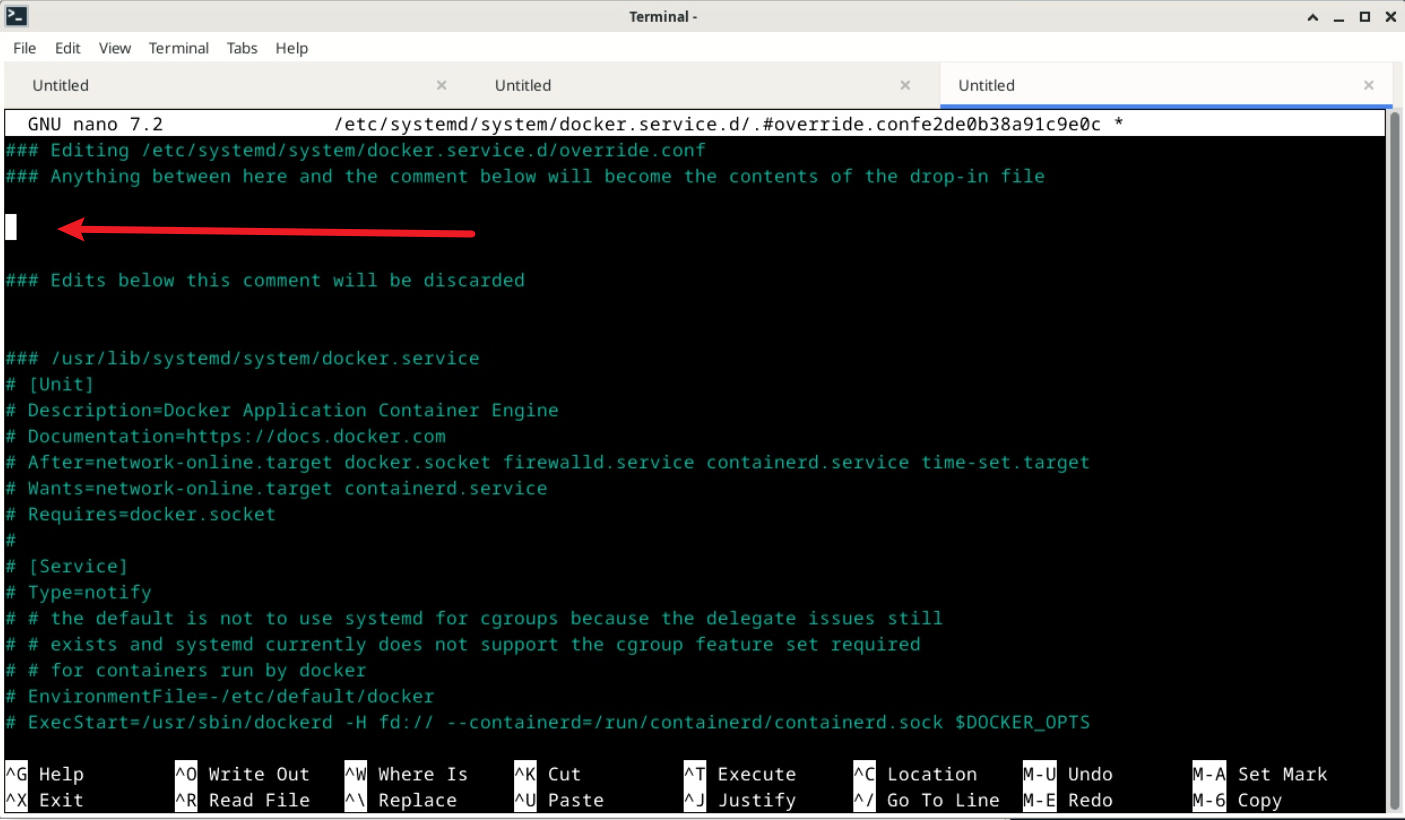 Terminal -
File Edit View Terminal Tabs Help
Untitled Untitled Untitled
GNU nano 7.2 /etc/systemd/system/docker.service.d/.#override.confe2de0b38a91c9e0c *
### Editing /etc/systemd/system/docker.service.d/override.conf
### Anything between here and the comment below will become the contents of the drop-in file
### Edits below this comment will be discarded
### /usr/lib/systemd/system/docker.service
# [Unit]
# Description=Docker Application Container Engine
# Documentation=https://docs.docker.com
# After=network-online.target docker.socket firewalld.service containerd.service time-set.target
# Wants=network-online.target containerd.service
# Requires=docker.socket
#
# [Service]
# Type=notify
# # the default is not to use systemd for cgroups because the delegate issues still
# # exists and systemd currently does not support the cgroup feature set required
# # for containers run by docker
# EnvironmentFile=-/etc/default/docker
# ExecStart=/usr/sbin/dockerd -H fd:// --containerd=/run/containerd/containerd.sock $DOCKER_OPTS
^G Help ^O Write Out ^W Where Is ^K Cut ^T Execute ^C Location M-U Undo M-A Set Mark
^X Exit ^R Read File ^\ Replace ^U Paste ^J Justify ^/ Go To Line M-E Redo M-6 Copy